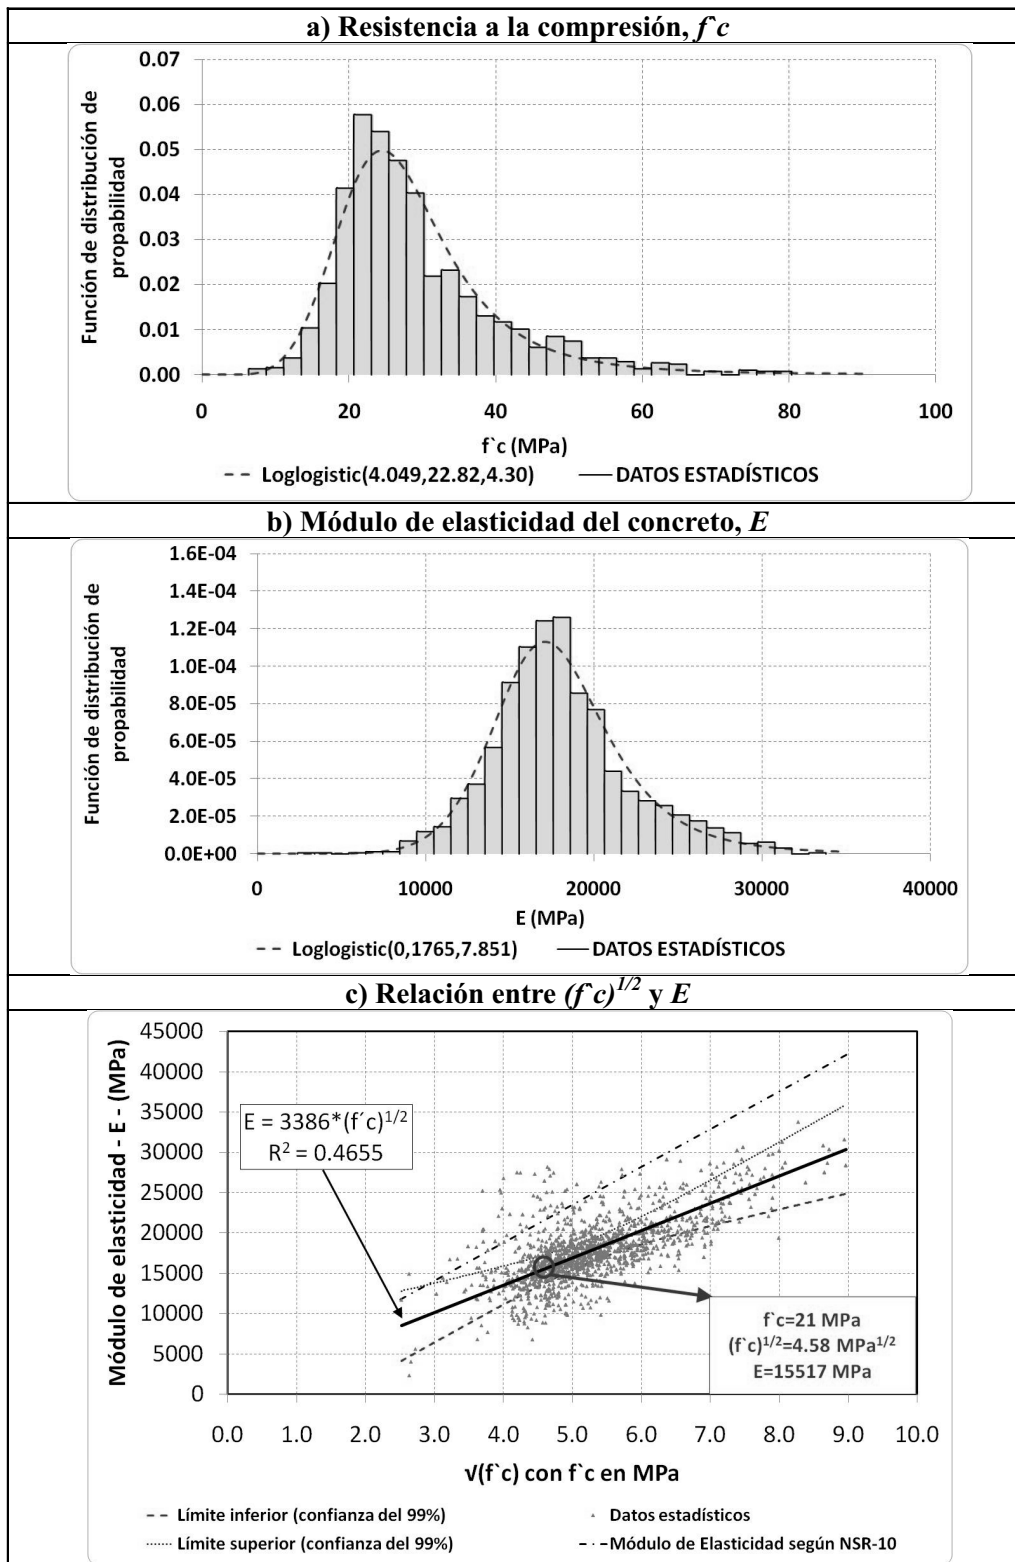 a) Resistencia a la compresión, f`c
Función de distribución de
propabilidad
0.07
0.06
0.05
0.04
0.03
0.02
0.01
0.00
0 20 40 60 80 100
f`c (MPa)
Loglogistic(4.049,22.82,4.30) DATOS ESTADÍSTICOS
b) Módulo de elasticidad del concreto, E
Función de distribución de
propabilidad
1.6E-04
1.4E-04
1.2E-04
1.0E-04
8.0E-05
6.0E-05
4.0E-05
2.0E-05
0.0E+00
0 10000 20000 30000 40000
E (MPa)
Loglogistic(0,1765,7.851) DATOS ESTADÍSTICOS
c) Relación entre (f`c)^1/2 y E
Módulo de elasticidad - E - (MPa)
45000
40000
35000
30000
25000
20000
15000
10000
5000
0
E = 3386*(f´c)^1/2
R² = 0.4655
f`c=21 MPa
(f`c)^1/2=4.58 MPa^1/2
E=15517 MPa
0.0 1.0 2.0 3.0 4.0 5.0 6.0 7.0 8.0 9.0 10.0
√(f`c) con f`c en MPa
Límite inferior (confianza del 99%) Datos estadísticos
Límite superior (confianza del 99%) Módulo de Elasticidad según NSR-10